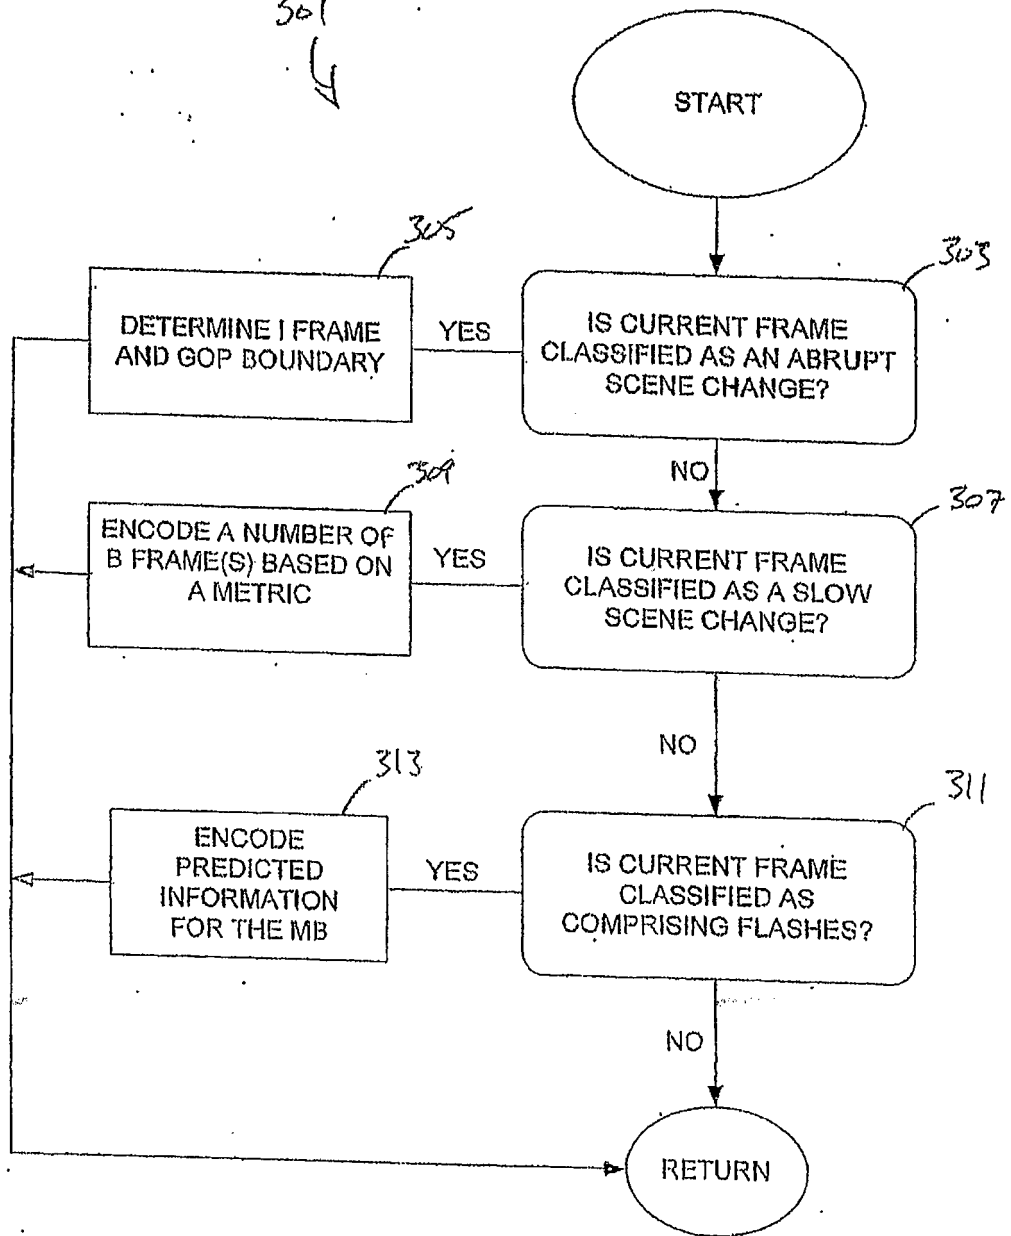 301
START
305
303
DETERMINE I FRAME
AND GOP BOUNDARY
YES
IS CURRENT FRAME
CLASSIFIED AS AN ABRUPT
SCENE CHANGE?
NO
309
307
ENCODE A NUMBER OF
B FRAME(S) BASED ON
A METRIC
YES
IS CURRENT FRAME
CLASSIFIED AS A SLOW
SCENE CHANGE?
NO
313
311
ENCODE
PREDICTED
INFORMATION
FOR THE MB
YES
IS CURRENT FRAME
CLASSIFIED AS
COMPRISING FLASHES?
NO
RETURN